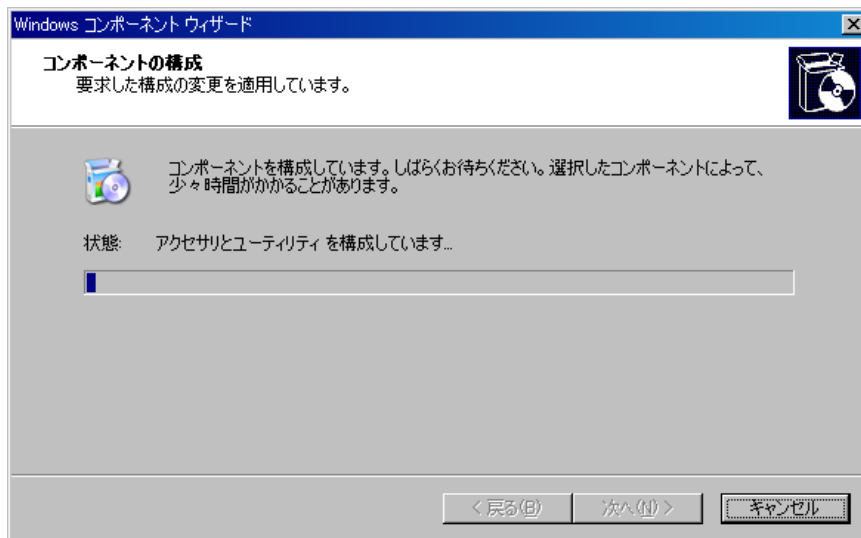 Windows コンポーネント ウィザード
コンポーネントの構成
要求した構成の変更を適用しています。
コンポーネントを構成しています。しばらくお待ちください。選択したコンポーネントによって、
少々時間がかかることがあります。
状態: アクセサリとユーティリティ を構成しています...
< 戻る(B) 次へ(N) > キャンセル